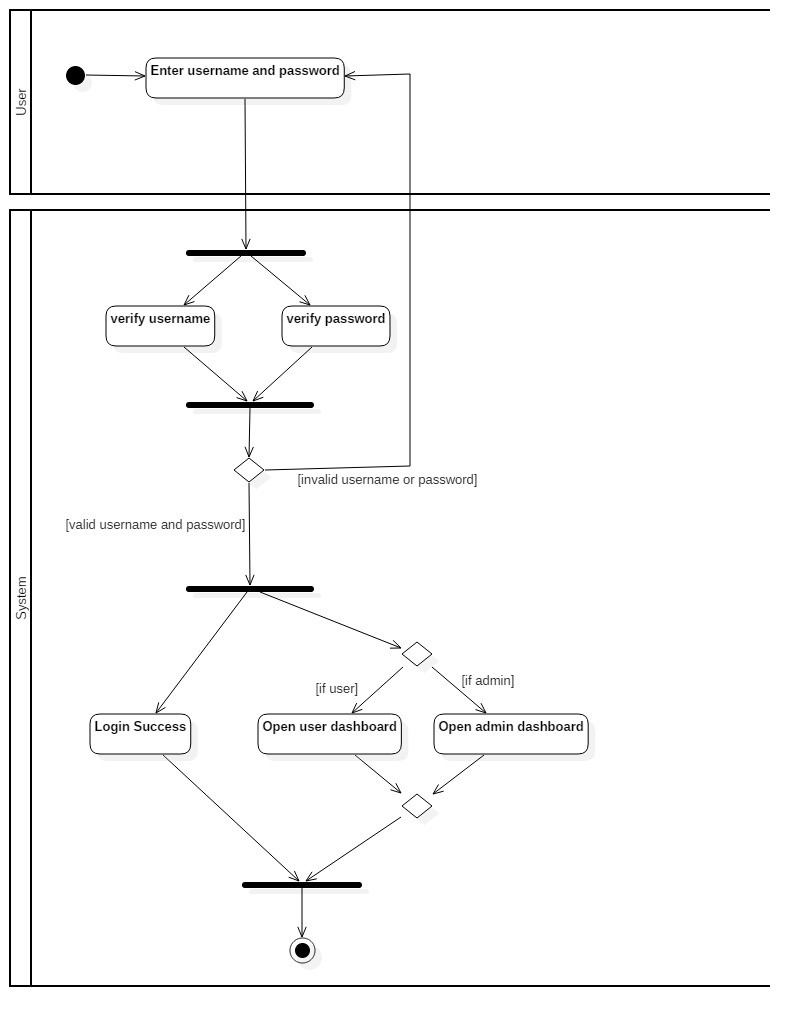 User
Enter username and password
System
verify username
verify password
[invalid username or password]
[valid username and password]
[if user]
[if admin]
Login Success
Open user dashboard
Open admin dashboard